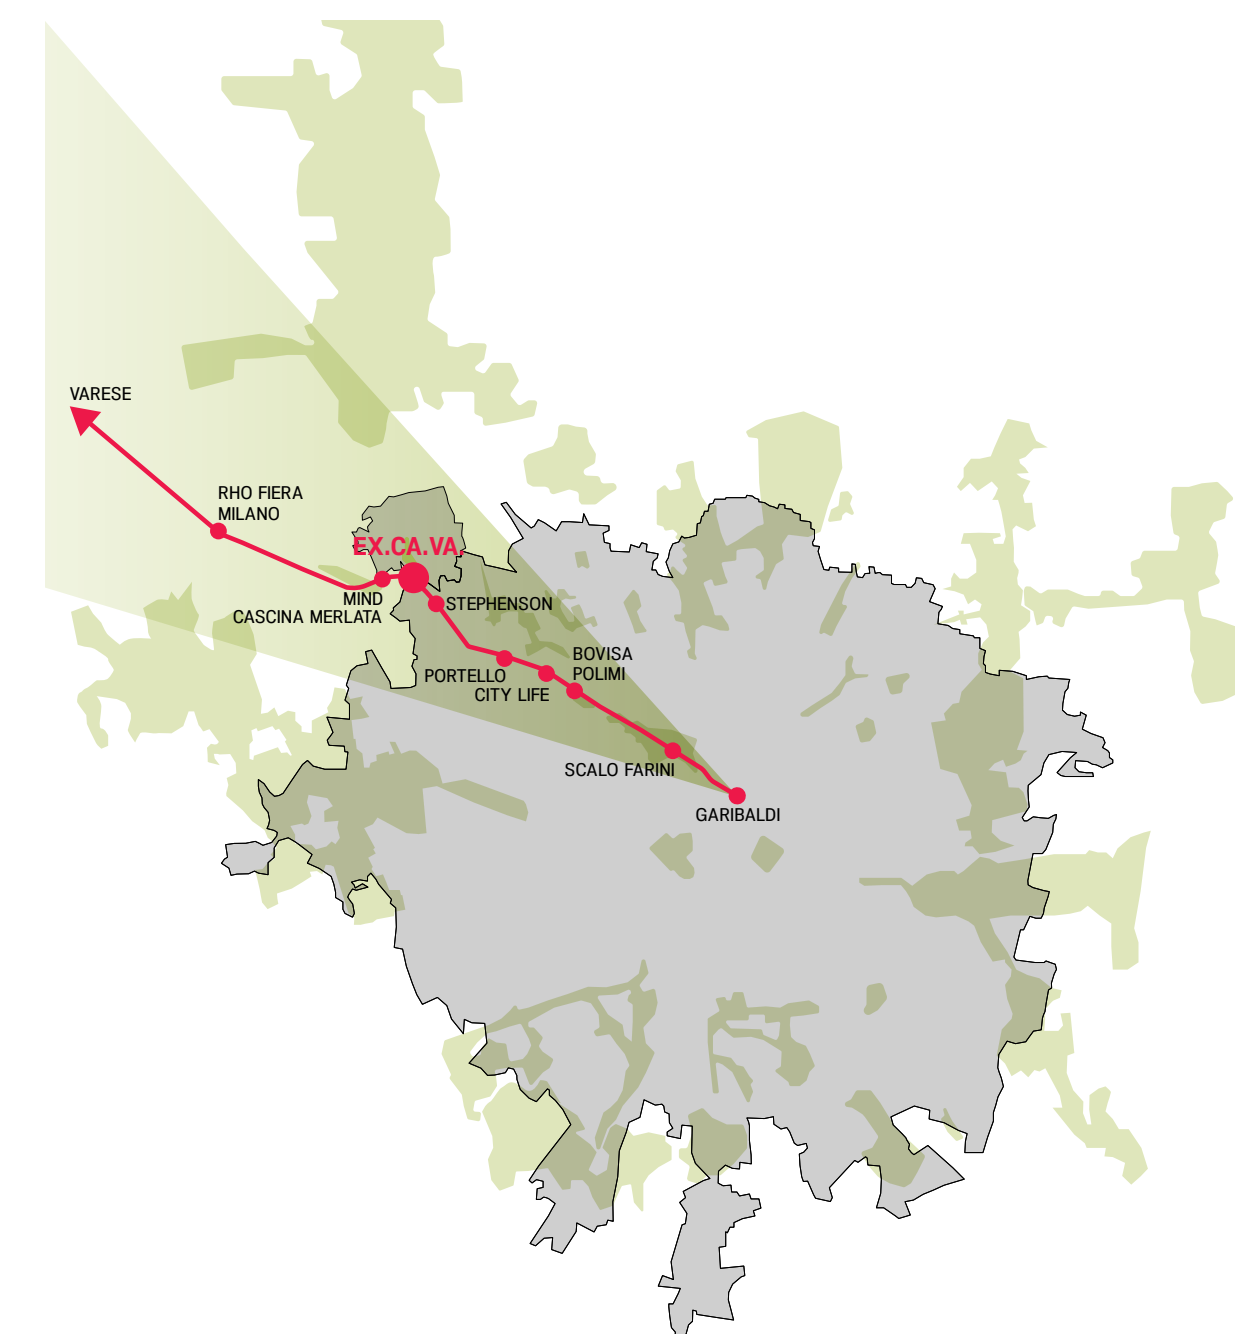 VARESE
RHO FIERA
MILANO
EX.CA.VA.
MIND
CASCINA MERLATA
STEPHENSON
PORTELLO
CITY LIFE
BOVISA
POLIMI
SCALO FARINI
GARIBALDI